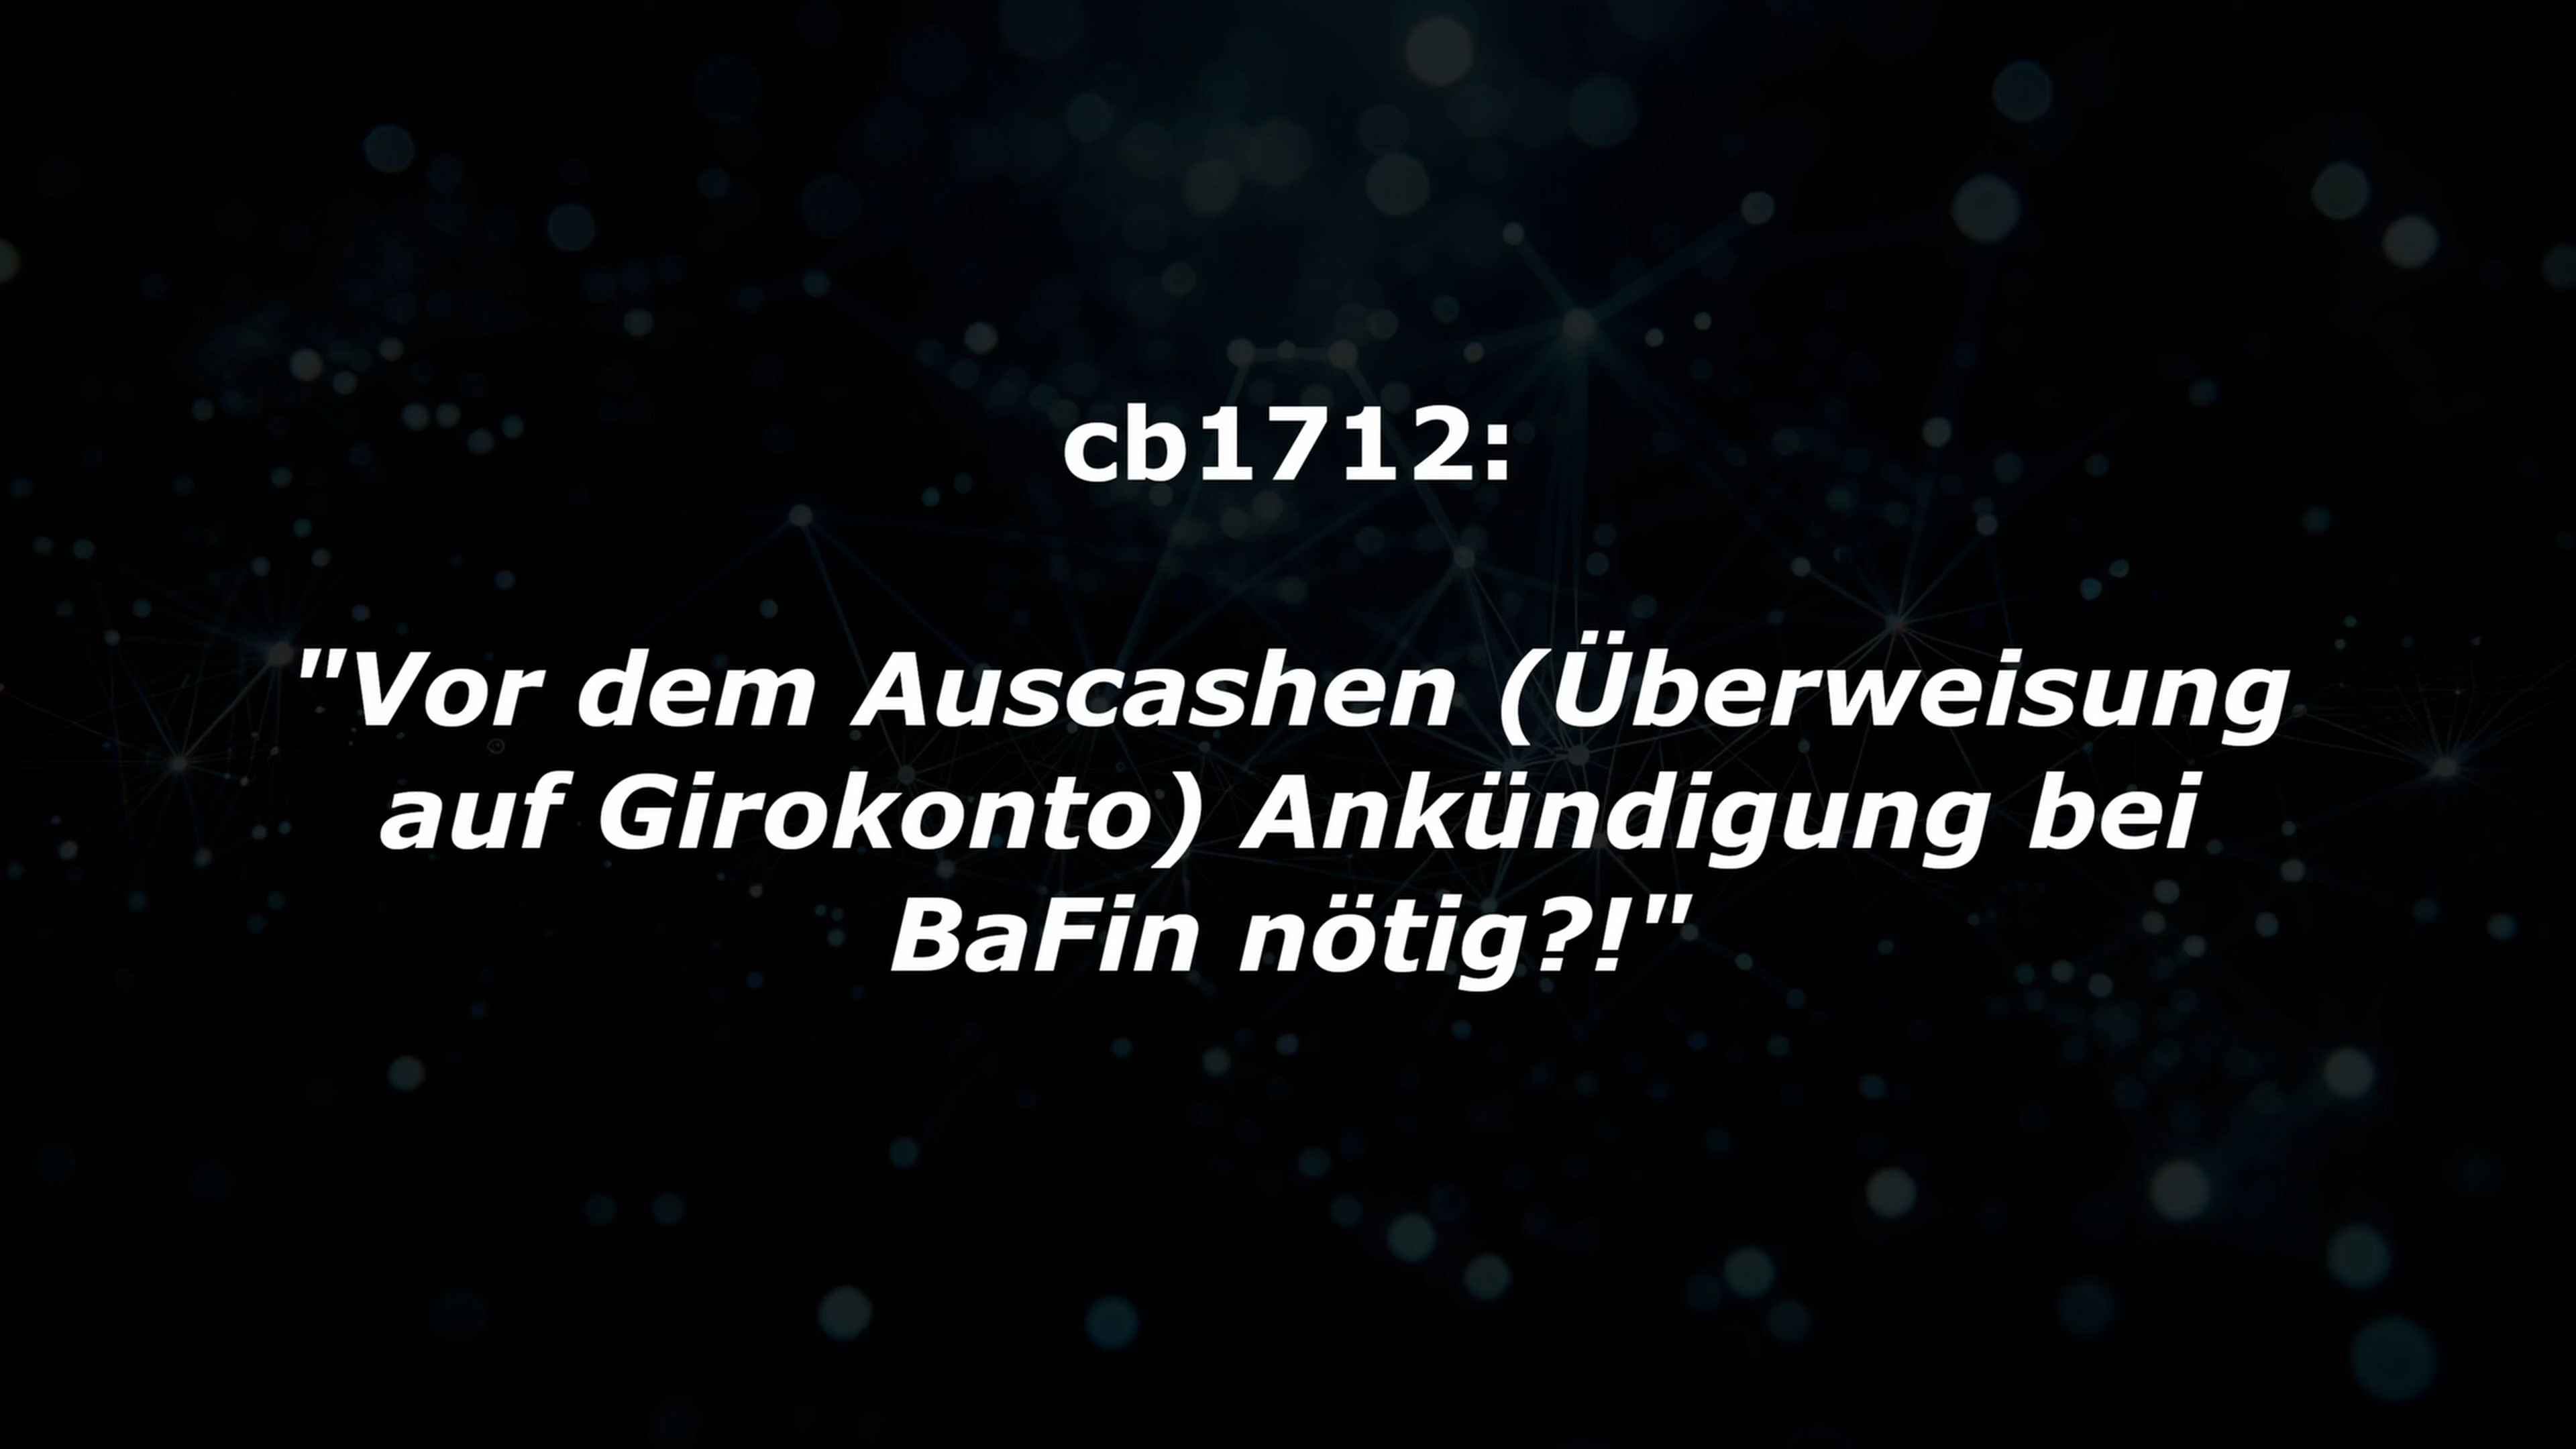 cb1712:
"Vor dem Auscashen (Überweisung
auf Girokonto) Ankündigung bei
BaFin nötig?!"